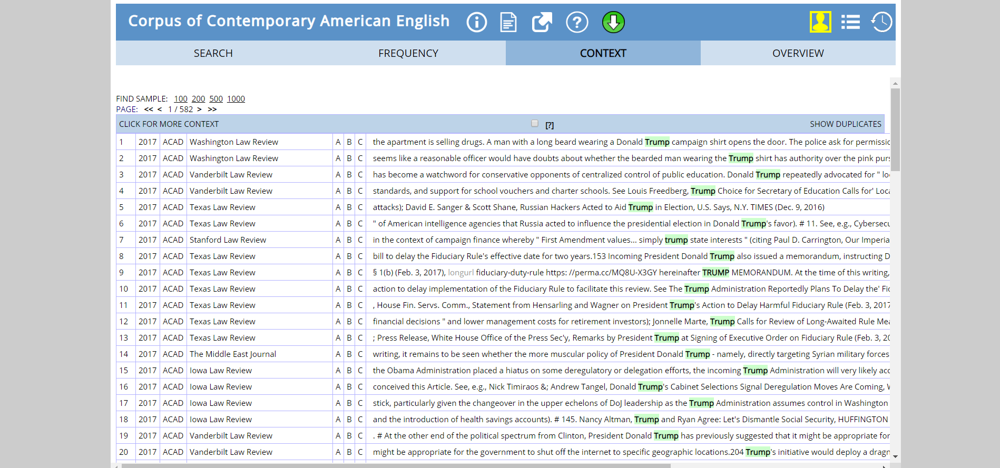 Corpus of Contemporary American English
SEARCH FREQUENCY CONTEXT OVERVIEW
FIND SAMPLE: 100 200 500 1000
PAGE: << < 1 / 582 > >>
CLICK FOR MORE CONTEXT [?] SHOW DUPLICATES
1 2017 ACAD Washington Law Review A B C the apartment is selling drugs. A man with a long beard wearing a Donald Trump campaign shirt opens the door. The police ask for permissic
2 2017 ACAD Washington Law Review A B C seems like a reasonable officer would have doubts about whether the bearded man wearing the Trump shirt has authority over the pink purs
3 2017 ACAD Vanderbilt Law Review A B C has become a watchword for conservative opponents of centralized control of public education. Donald Trump repeatedly advocated for " lo
4 2017 ACAD Vanderbilt Law Review A B C standards, and support for school vouchers and charter schools. See Louis Freedberg, Trump Choice for Secretary of Education Calls for' Loca
5 2017 ACAD Texas Law Review A B C attacks); David E. Sanger & Scott Shane, Russian Hackers Acted to Aid Trump in Election, U.S. Says, N.Y. TIMES (Dec. 9, 2016)
6 2017 ACAD Texas Law Review A B C " of American intelligence agencies that Russia acted to influence the presidential election in Donald Trump's favor). # 11. See, e.g., Cybersecu
7 2017 ACAD Stanford Law Review A B C in the context of campaign finance whereby " First Amendment values... simply trump state interests " (citing Paul D. Carrington, Our Imperia
8 2017 ACAD Texas Law Review A B C bill to delay the Fiduciary Rule's effective date for two years.153 Incoming President Donald Trump also issued a memorandum, instructing D
9 2017 ACAD Texas Law Review A B C § 1(b) (Feb. 3, 2017), longurl fiduciary-duty-rule https: //perma.cc/MQ8U-X3GY hereinafter TRUMP MEMORANDUM. At the time of this writing,
10 2017 ACAD Texas Law Review A B C action to delay implementation of the Fiduciary Rule to facilitate this review. See The Trump Administration Reportedly Plans To Delay the' Fic
11 2017 ACAD Texas Law Review A B C , House Fin. Servs. Comm., Statement from Hensarling and Wagner on President Trump's Action to Delay Harmful Fiduciary Rule (Feb. 3, 2017
12 2017 ACAD Texas Law Review A B C financial decisions " and lower management costs for retirement investors); Jonnelle Marte, Trump Calls for Review of Long-Awaited Rule Mea
13 2017 ACAD Texas Law Review A B C ; Press Release, White House Office of the Press Sec'y, Remarks by President Trump at Signing of Executive Order on Fiduciary Rule (Feb. 3, 20
14 2017 ACAD The Middle East Journal A B C writing, it remains to be seen whether the more muscular policy of President Donald Trump - namely, directly targeting Syrian military forces
15 2017 ACAD Iowa Law Review A B C the Obama Administration placed a hiatus on some deregulatory or delegation efforts, the incoming Trump Administration will very likely acc
16 2017 ACAD Iowa Law Review A B C conceived this Article. See, e.g., Nick Timiraos &; Andrew Tangel, Donald Trump's Cabinet Selections Signal Deregulation Moves Are Coming, W
17 2017 ACAD Iowa Law Review A B C stick, particularly given the changeover in the upper echelons of DoJ leadership as the Trump Administration assumes control in Washington
18 2017 ACAD Iowa Law Review A B C and the introduction of health savings accounts). # 145. Nancy Altman, Trump and Ryan Agree: Let's Dismantle Social Security, HUFFINGTON
19 2017 ACAD Vanderbilt Law Review A B C . # At the other end of the political spectrum from Clinton, President Donald Trump has previously suggested that it might be appropriate for
20 2017 ACAD Vanderbilt Law Review A B C might be appropriate for the government to shut off the internet to specific geographic locations.204 Trump's initiative would deploy a dragn